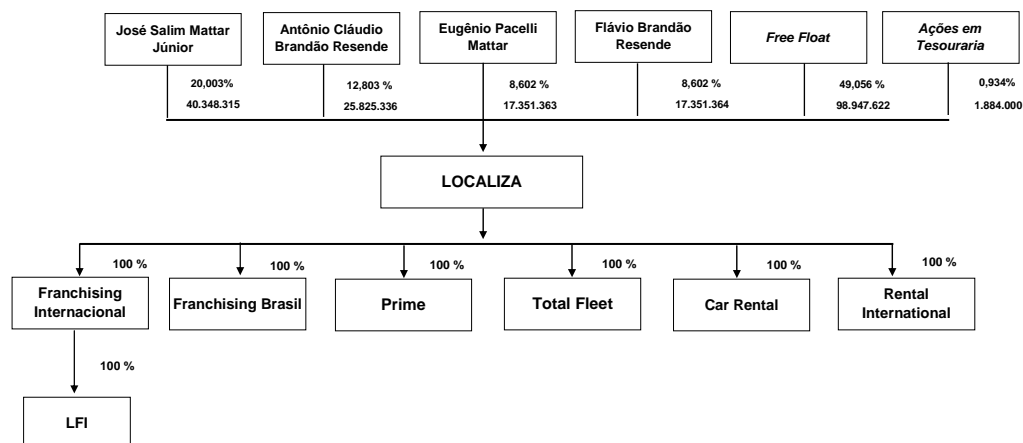 José Salim Mattar
Júnior
Antônio Cláudio
Brandão Resende
Eugênio Pacelli
Mattar
Flávio Brandão
Resende
Free Float
Ações em
Tesouraria
20,003%
12,803 %
8,602 %
8,602 %
49,056 %
0,934%
40.348.315
25.825.336
17.351.363
17.351.364
98.947.622
1.884.000
LOCALIZA
100 %
100 %
100 %
100 %
100 %
100 %
Franchising
Internacional
Franchising Brasil
Prime
Total Fleet
Car Rental
Rental
International
100 %
LFI